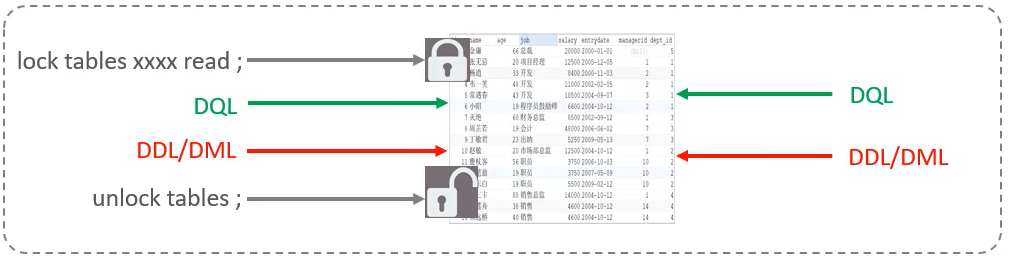 lock tables xxxx read ;
DQL
DDL/DML
unlock tables ;
name age job salary entrydate managerid dept_id
金庸 66 总裁 20000 2000-01-01 5
张无忌 20 项目经理 12500 2005-12-05 1 1
杨逍 33 开发 8400 2000-11-03 2 1
韦一笑 48 开发 11000 2002-02-05 2 1
5 常遇春 43 开发 10500 2004-09-07 3 1
6 小昭 19 程序员鼓励师 6600 2004-10-12 2 1
7 灭绝 60 财务总监 8500 2002-09-12 1 3
8 周芷若 19 会计 48000 2006-06-02 7 3
9 丁敏君 23 出纳 5250 2009-05-13 7 3
10 赵敏 20 市场部总监 12500 2004-10-12 1 2
11 鹿杖客 56 职员 3750 2006-10-03 10 2
19 职员 3750 2007-05-09 10 2
东白 19 职员 5500 2009-02-12 10 2
三丰 88 销售总监 14000 2004-10-12 1 4
莲舟 38 销售 4600 2004-10-12 14 4
远桥 40 销售 4600 2004-10-12 14 4
DQL
DDL/DML